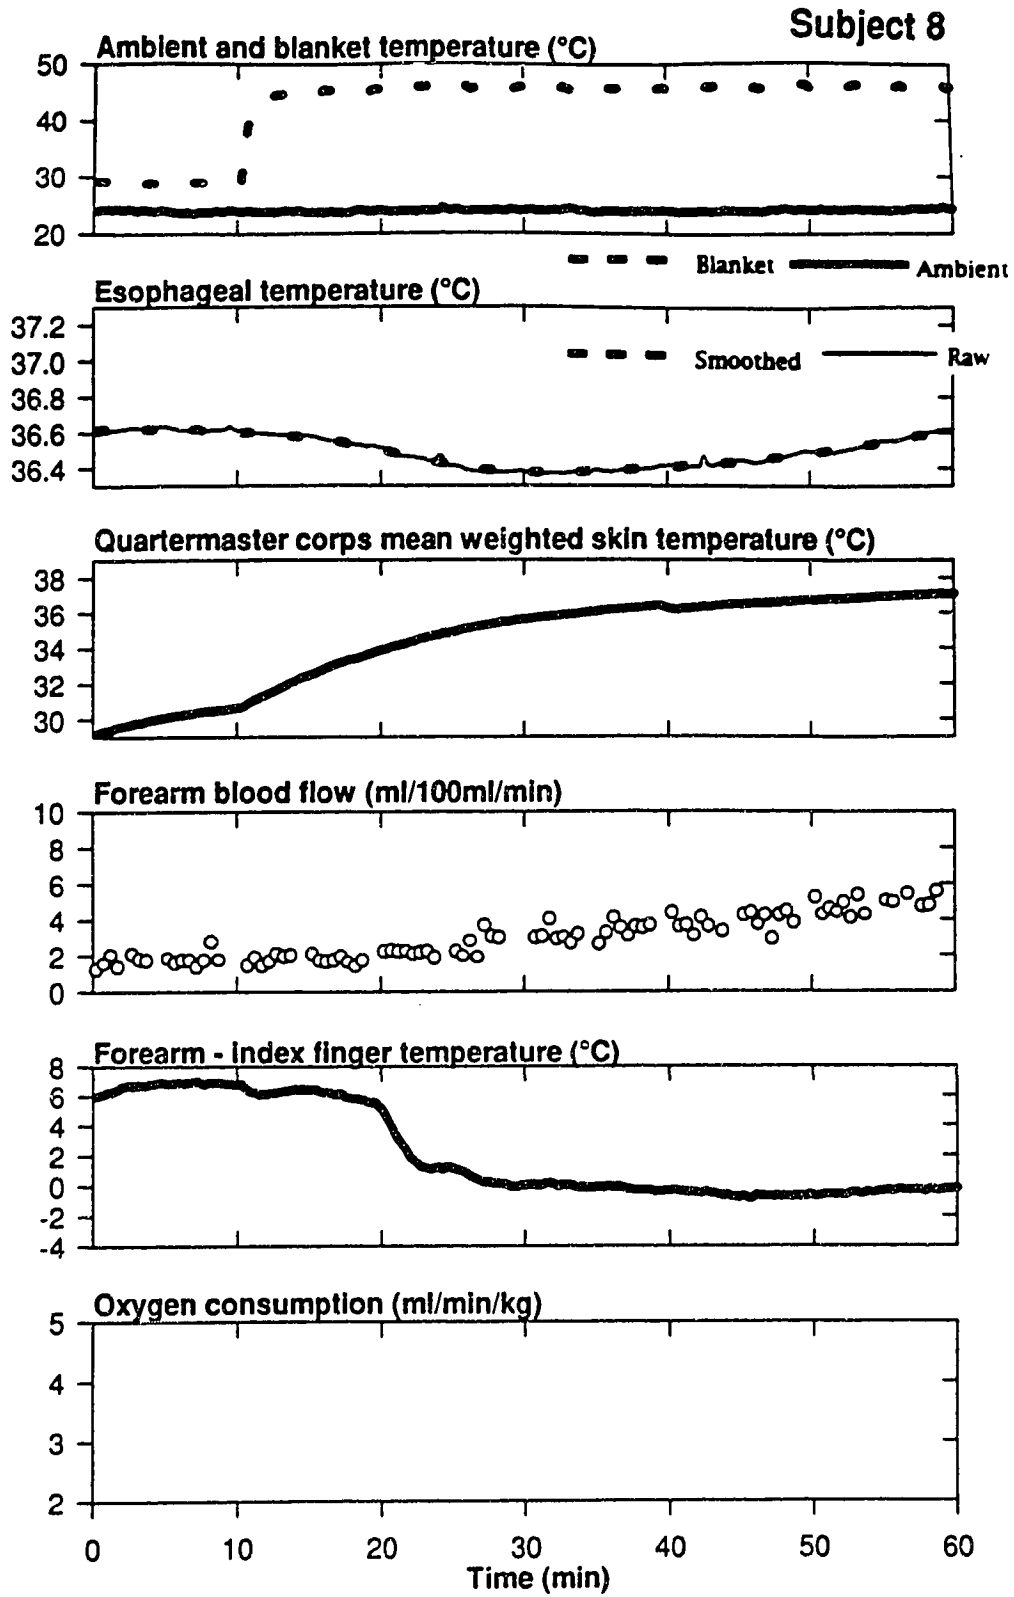 Subject 8
Ambient and blanket temperature (°C)
50
40
30
20
Blanket Ambient
Esophageal temperature (°C)
37.2
37.0
36.8
36.6
36.4
Smoothed Raw
Quartermaster corps mean weighted skin temperature (°C)
38
36
34
32
30
Forearm blood flow (ml/100ml/min)
10
8
6
4
2
0
Forearm - index finger temperature (°C)
8
6
4
2
0
-2
-4
Oxygen consumption (ml/min/kg)
5
4
3
2
0 10 20 30 40 50 60
Time (min)